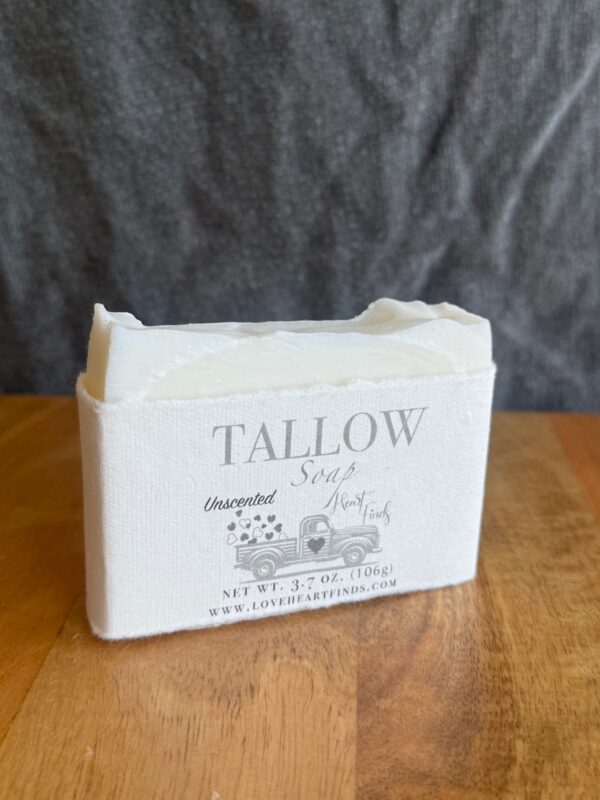 TALLOW
Soap
Unscented
Heart
Finds
NET WT. 3.7 OZ. (106g)
WWW.LOVEHEARTFINDS.COM